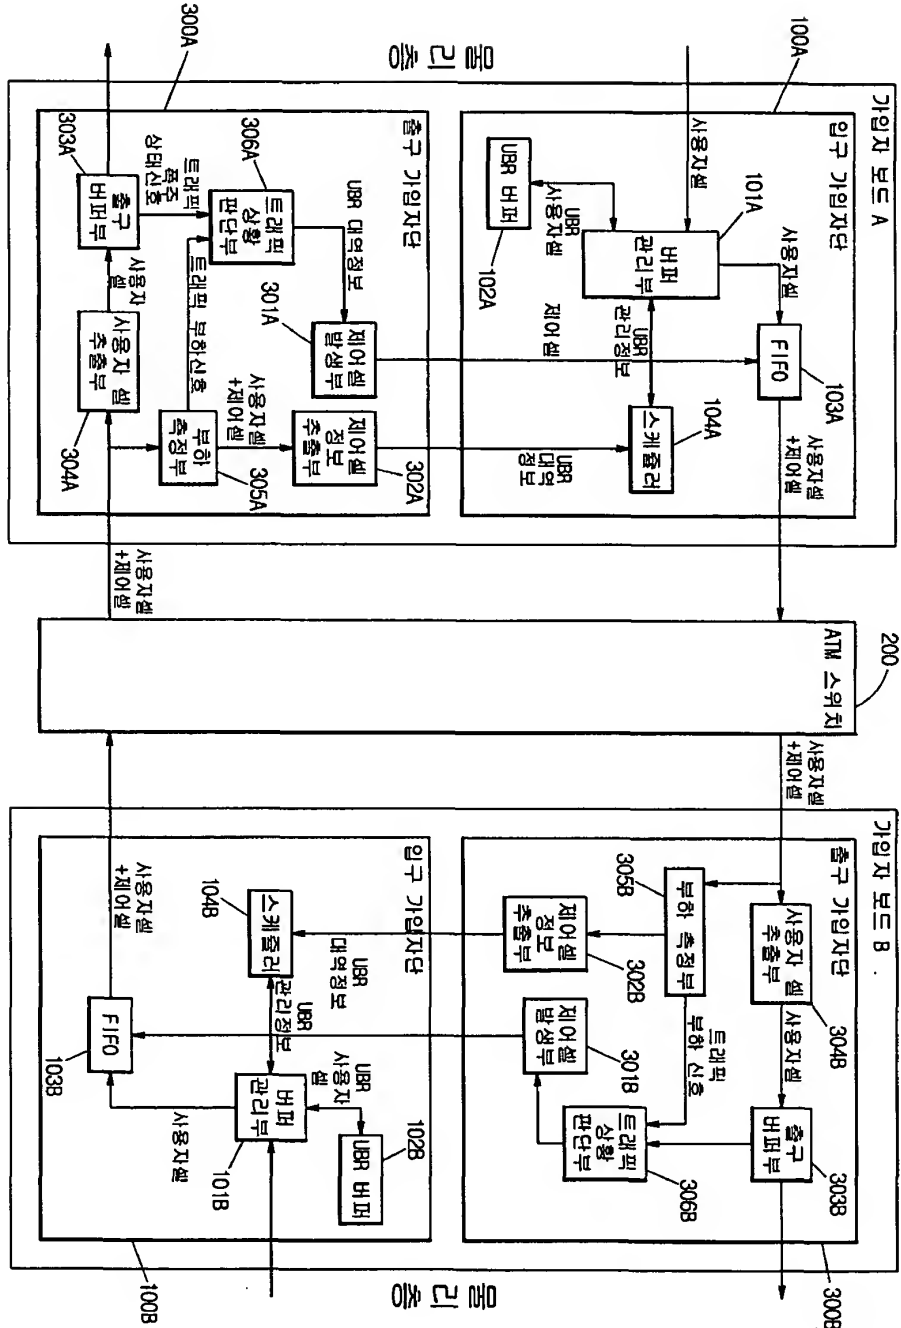 100A
가입자 보드 A
입구 가입자단
사용자셀
101A
버퍼
관리부
사용자셀
FIFO
103A
사용자셀
+제어셀
UBR 버퍼
102A
UBR
사용자셀
UBR
관리정보
스케줄러
104A
제어셀
UBR
대역정보
물리층
300A
출구 가입자단
UBR 대역정보
301A
제어셀
발생부
제어셀
정보
추출부
302A
306A
트래픽
상황
판단부
트래픽 부하신호
사용자셀
+제어셀
트래픽
폭주
상태신호
부하
측정부
305A
303A
출구
버퍼부
사용자
셀
사용자 셀
추출부
304A
사용자셀
+제어셀
200
ATM 스위치
사용자셀
+제어셀
가입자 보드 B
출구 가입자단
300B
사용자 셀
추출부
304B
사용자셀
출구
버퍼부
303B
305B
부하 측정부
트래픽
부하 신호
트래픽
상황
판단부
306B
제어셀
정보
추출부
302B
제어셀
발생부
301B
물리층
입구 가입자단
100B
UBR
대역정보
UBR
사용자
셀
UBR 버퍼
102B
104B
스케줄러
UBR
관리정보
버퍼
관리부
101B
사용자셀
+제어셀
FIFO
103B
사용자셀